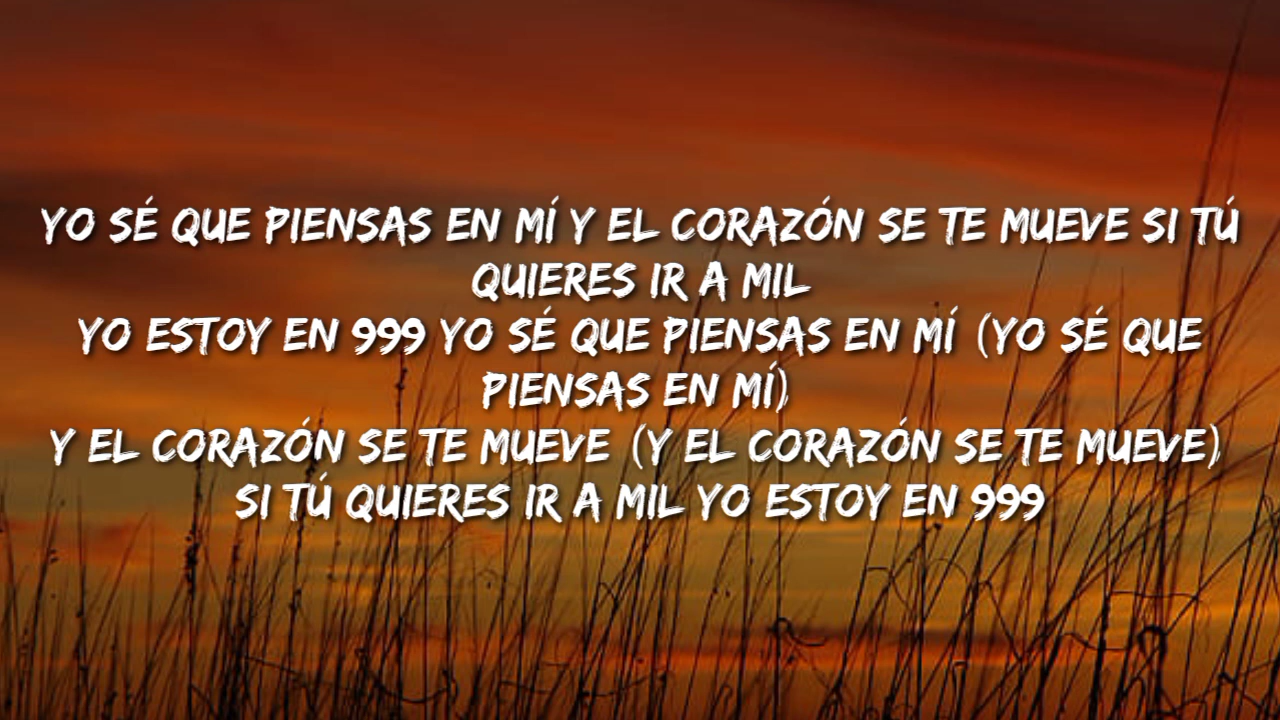 YO SÉ QUE PIENSAS EN MÍ Y EL CORAZÓN SE TE MUEVE SI TÚ
QUIERES IR A MIL
YO ESTOY EN 999 YO SÉ QUE PIENSAS EN MÍ (YO SÉ QUE
PIENSAS EN MÍ)
Y EL CORAZÓN SE TE MUEVE (Y EL CORAZÓN SE TE MUEVE)
SI TÚ QUIERES IR A MIL YO ESTOY EN 999